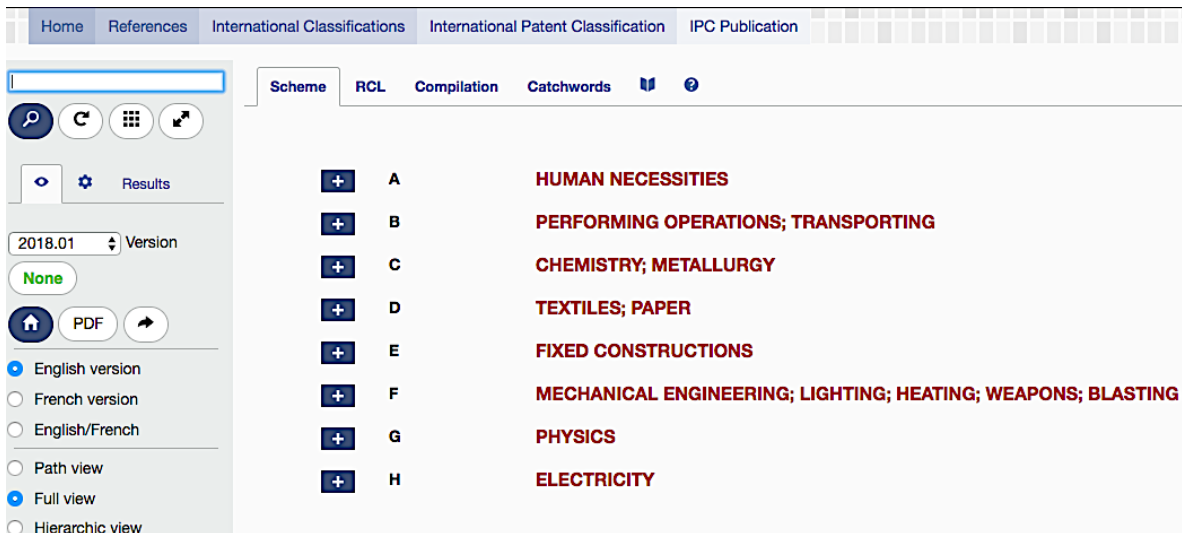 Home References International Classifications International Patent Classification IPC Publication
Scheme RCL Compilation Catchwords
Results
2018.01 Version
None
PDF
English version
French version
English/French
Path view
Full view
Hierarchic view
A HUMAN NECESSITIES
B PERFORMING OPERATIONS; TRANSPORTING
C CHEMISTRY; METALLURGY
D TEXTILES; PAPER
E FIXED CONSTRUCTIONS
F MECHANICAL ENGINEERING; LIGHTING; HEATING; WEAPONS; BLASTING
G PHYSICS
H ELECTRICITY